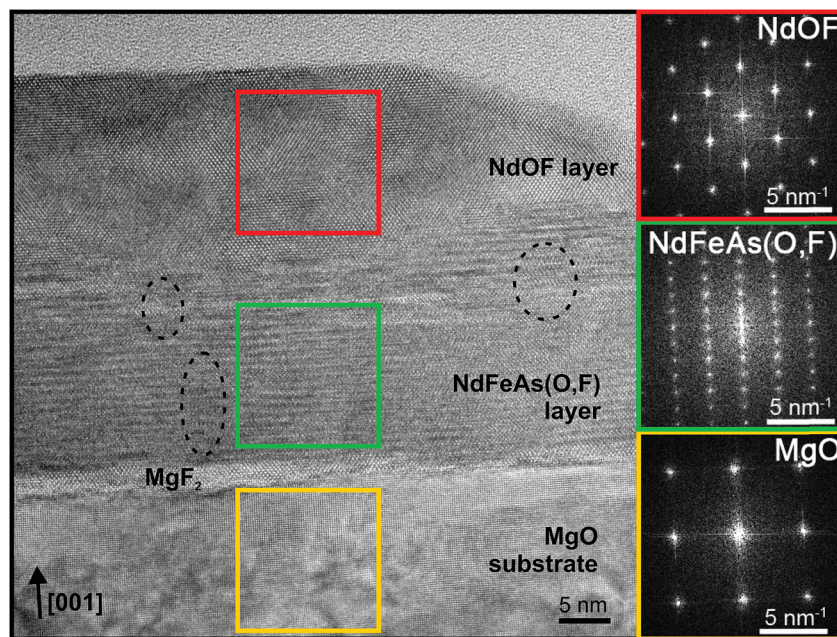 NdOF layer
NdFeAs(O,F)
layer
MgF₂
MgO
substrate
[001]
5 nm
NdOF
5 nm⁻¹
NdFeAs(O,F)
5 nm⁻¹
MgO
5 nm⁻¹